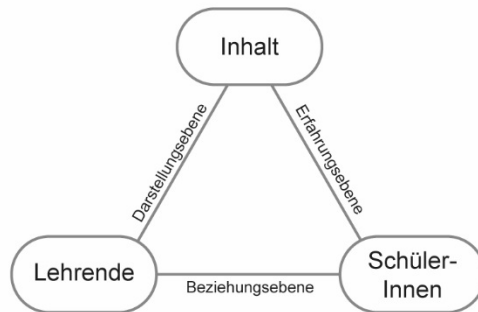 Inhalt
Darstellungsebene
Erfahrungsebene
Lehrende
Beziehungsebene
Schüler-
Innen